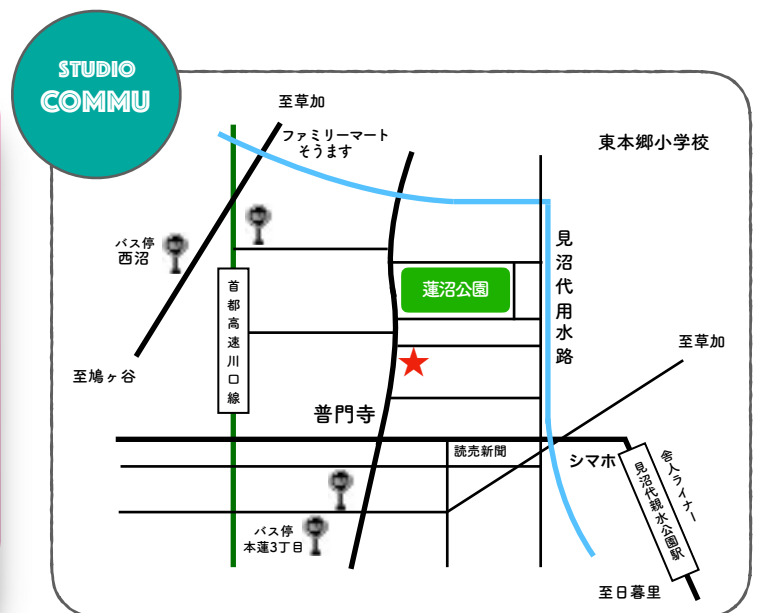 STUDIO
COMMU
至草加
ファミリーマート
そうます
東本郷小学校
バス停
西沼
見沼代用水路
首都高速川口線
蓮沼公園
至草加
至鳩ヶ谷
普門寺
読売新聞
シマホ
舎人ライナー
見沼代親水公園駅
バス停
本蓮3丁目
至日暮里